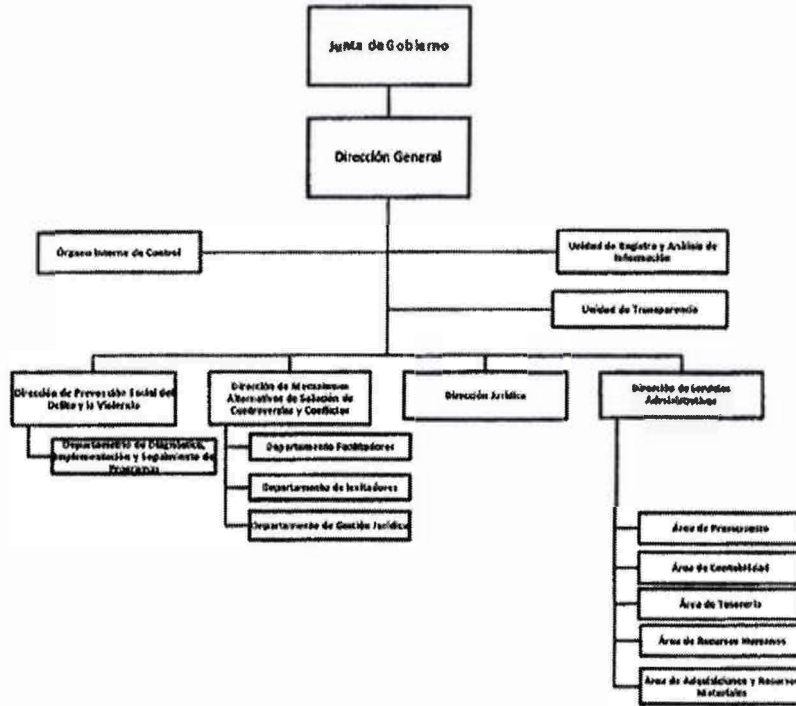 Junta de Gobierno
Dirección General
Órgano Interno de Control
Unidad de Registro y Análisis de
Información
Unidad de Transparencia
Dirección de Prevención Social del
Delito y la Violencia
Dirección de Mecanismos
Alternativos de Solución de
Controversias y Conflictos
Dirección Jurídica
Dirección de Servicios
Administrativos
Departamento de Diagnóstico,
Implementación y Seguimiento de
Programas
Departamento Facilitadores
Departamento de Invitadores
Departamento de Gestión Jurídica
Área de Presupuesto
Área de Contabilidad
Área de Tesorería
Área de Recursos Humanos
Área de Adquisiciones y Recursos
Materiales